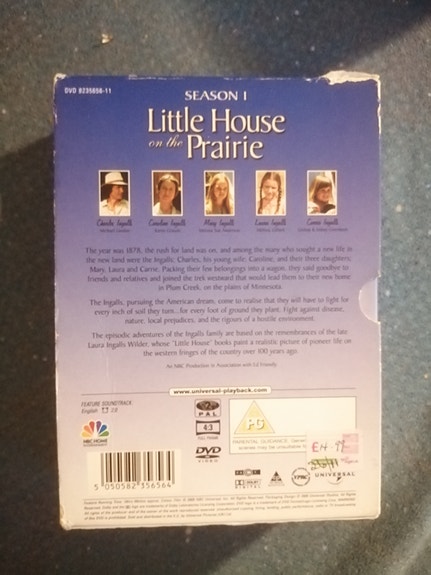 DVD 8235656-11
SEASON 1
Little House
on the Prairie
Charles Ingalls
Caroline Ingalls
Mary Ingalls
Laura Ingalls
Carrie Ingalls
Michael Landon
Karen Grassle
Melissa Sue Anderson
Melissa Gilbert
The year was 1878, the rush for land was on, and among the many who sought a new life in
the new land were the Ingalls; Charles, his young wife, Caroline, and their three daughters,
Mary, Laura and Carrie. Packing their few belongings into a wagon, they said goodbye to
friends and relatives and joined the trek westward that would lead them to their new home
in Plum Creek, on the plains of Minnesota.
The Ingalls, pursuing the American dream, come to realise that they will have to fight for
every inch of soil they turn...for every foot of ground they plant. Fight against disease,
nature, local prejudices, and the rigours of a hostile environment.
The episodic adventures of the Ingalls family are based on the remembrances of the late
Laura Ingalls Wilder, whose "Little House" books paint a realistic picture of pioneer life on
the western fringes of the country over 100 years ago.
An NBC Production in Association with Ed Friendly
www.universal-playback.com
FEATURE SOUNDTRACK:
English 2.0
NBC HOME
PAL
4:3
FULL FRAME
DVD
VIDEO
PG
PARENTAL GUIDANCE
£4.99
DOLBY
DIGITAL
UNIVERSAL
5 050582 356564